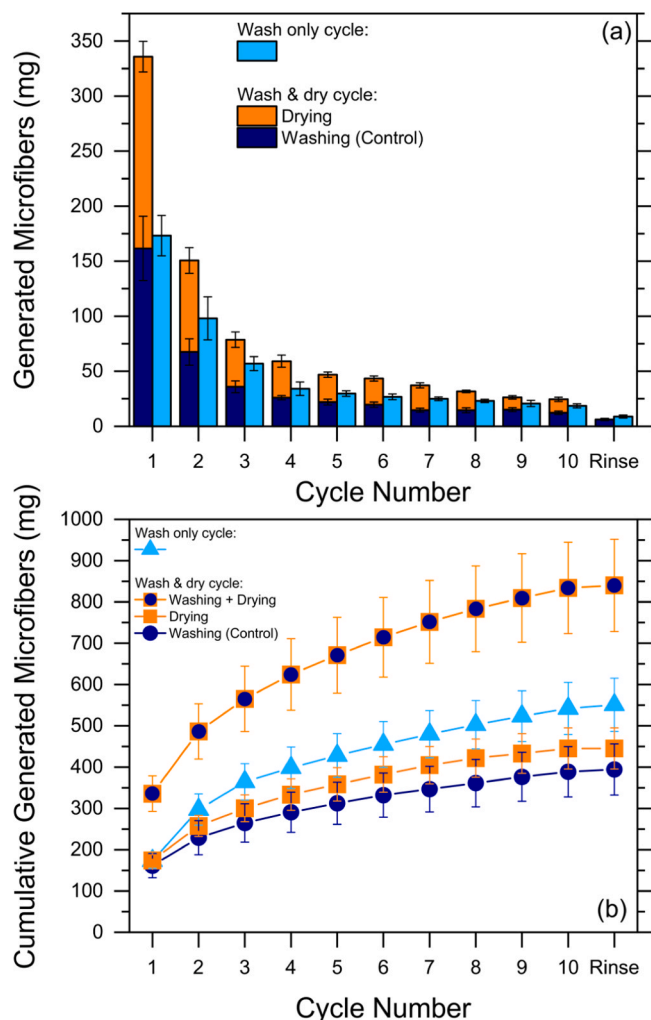 (a)
Wash only cycle:
Wash & dry cycle:
Drying
Washing (Control)
Generated Microfibers (mg)
350
300
250
200
150
100
50
0
1 2 3 4 5 6 7 8 9 10 Rinse
Cycle Number
Wash only cycle:
Wash & dry cycle:
Washing + Drying
Drying
Washing (Control)
Cumulative Generated Microfibers (mg)
1000
900
800
700
600
500
400
300
200
100
0
(b)
1 2 3 4 5 6 7 8 9 10 Rinse
Cycle Number